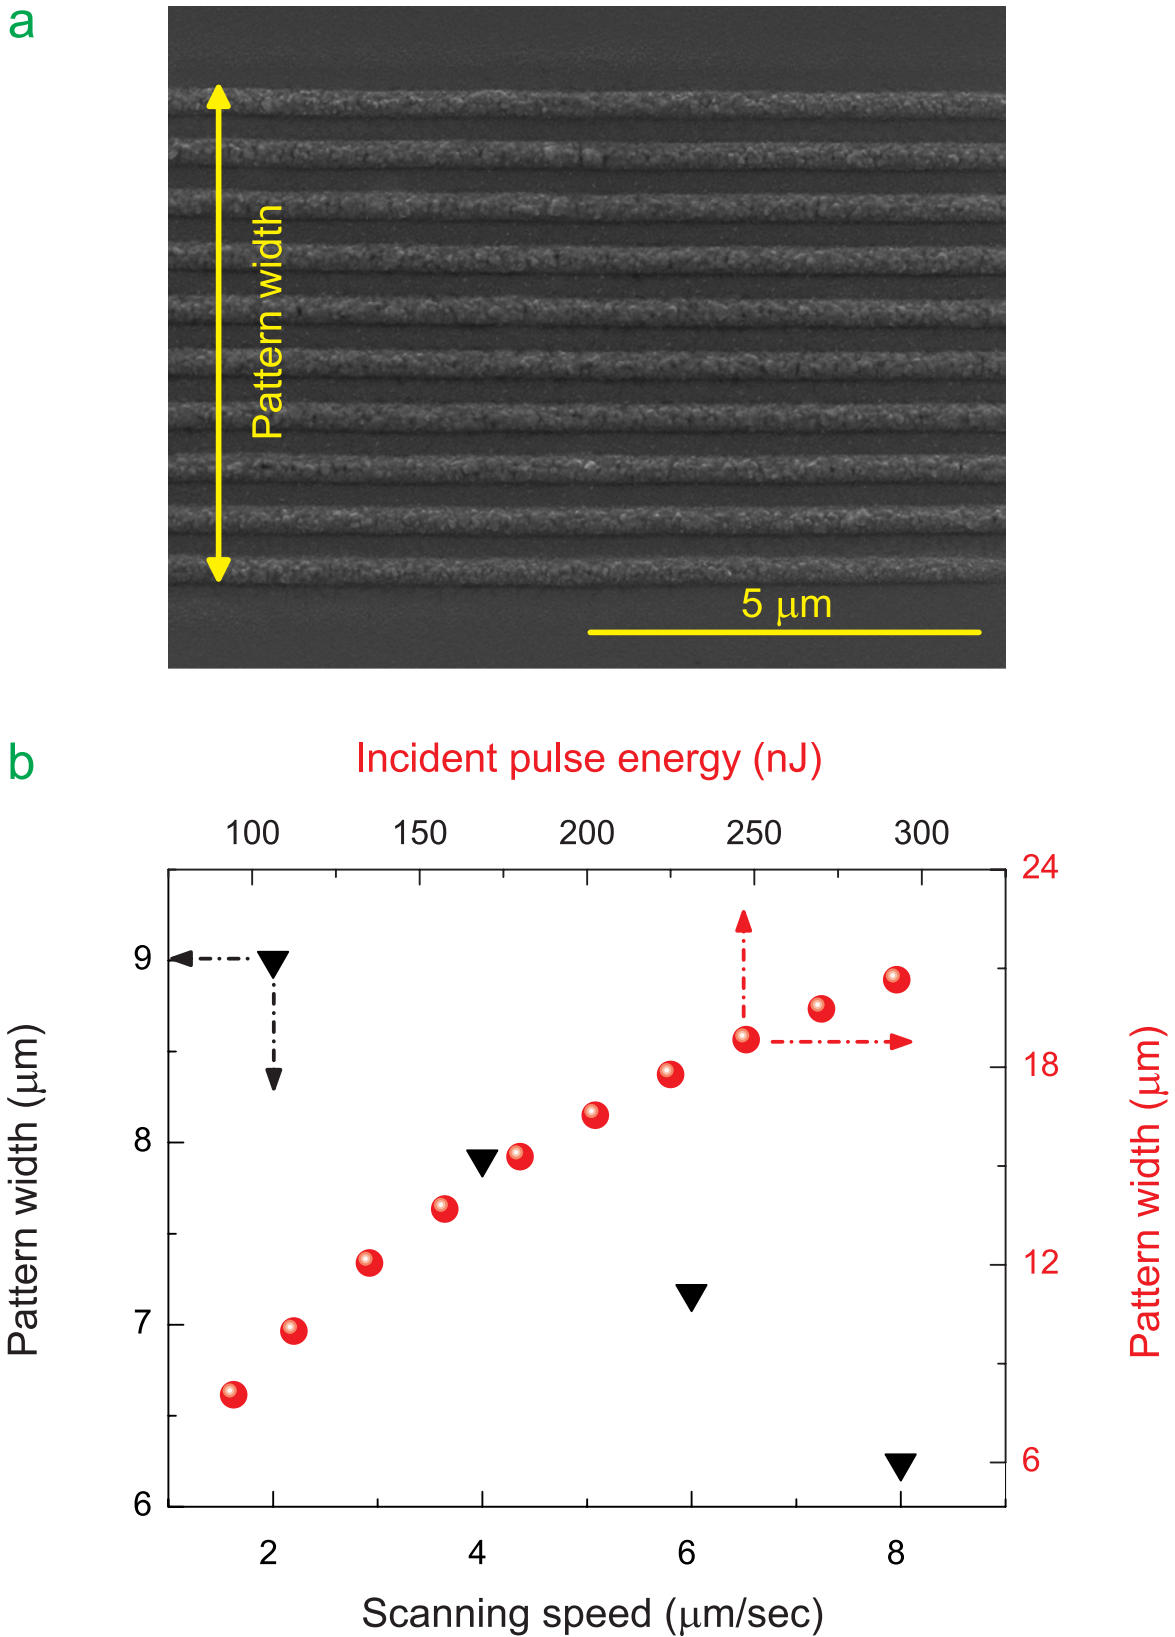 a
Pattern width
5 μm
b
Incident pulse energy (nJ)
100 150 200 250 300
24
18
12
6
Pattern width (μm)
9
8
7
6
Pattern width (μm)
2 4 6 8
Scanning speed (μm/sec)